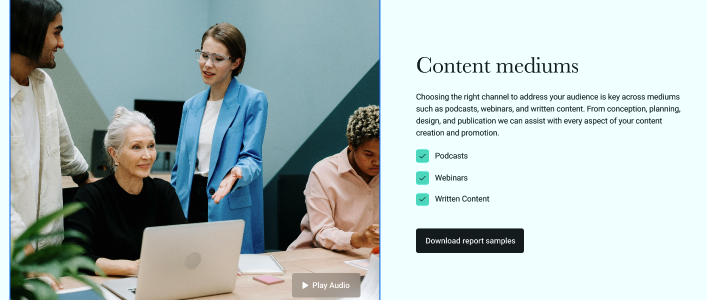 Content mediums
Choosing the right channel to address your audience is key across mediums
such as podcasts, webinars, and written content. From conception, planning,
design, and publication we can assist with every aspect of your content
creation and promotion.
Podcasts
Webinars
Written Content
Download report samples
Play Audio